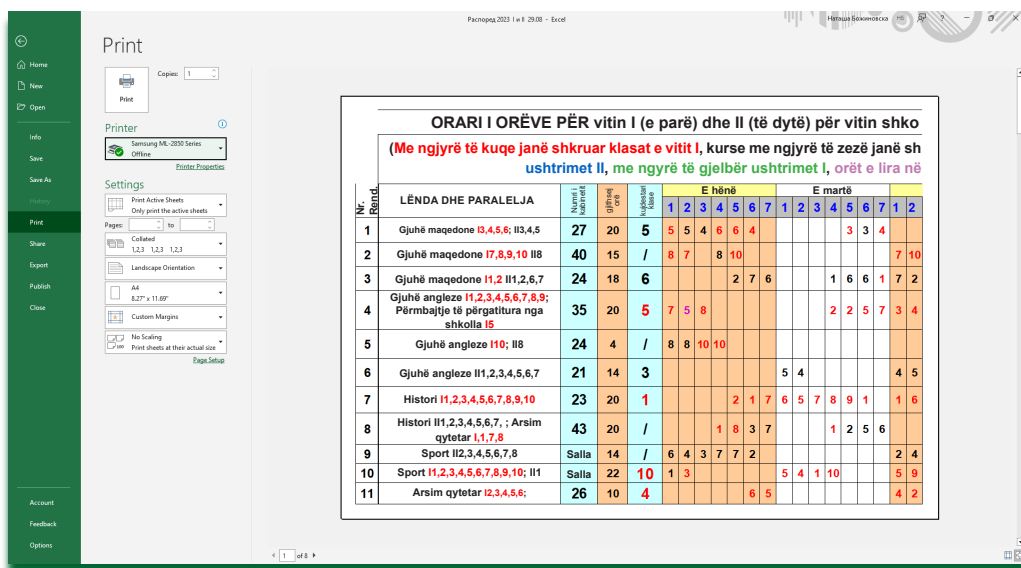 Распоред 2023 I и II 29.08 - Excel
Наташа Божиновска
НБ
?
Print
Home
New
Open
Info
Save
Save As
History
Print
Share
Export
Publish
Close
Account
Feedback
Options
Print
Copies: 1
Printer
Samsung ML-2850 Series
Offline
Printer Properties
Settings
Print Active Sheets
Only print the active sheets
Pages: to
Collated
1,2,3 1,2,3 1,2,3
Landscape Orientation
A4
8.27" x 11.69"
Custom Margins
No Scaling
Print sheets at their actual size
Page Setup
ORARI I ORËVE PËR vitin I (e parë) dhe II (të dytë) për vitin shko
(Me ngjyrë të kuqe janë shkruar klasat e vitit I, kurse me ngjyrë të zezë janë sh
ushtrimet II, me ngyrë të gjelbër ushtrimet I, orët e lira në
Nr. Rend. LËNDA DHE PARALELJA Numri i kabinetit gjithsej orë kujdestari klase E hënë E martë
1 2 3 4 5 6 7 1 2 3 4 5 6 7 1 2
1 Gjuhë maqedone I3,4,5,6; II3,4,5 27 20 5 5 5 4 6 6 4 3 3 4
2 Gjuhë maqedone I7,8,9,10 II8 40 15 / 8 7 8 10 7 10
3 Gjuhë maqedone I1,2 II1,2,6,7 24 18 6 2 7 6 1 6 6 1 7 2
Gjuhë angleze I1,2,3,4,5,6,7,8,9;
4 Përmbajtje të përgatitura nga 35 20 5 7 5 8 2 2 5 7 3 4
shkolla I5
5 Gjuhë angleze I10; II8 24 4 / 8 8 10 10
6 Gjuhë angleze II1,2,3,4,5,6,7 21 14 3 5 4 4 5
7 Histori I1,2,3,4,5,6,7,8,9,10 23 20 1 2 1 7 6 5 7 8 9 1 1 6
Histori II1,2,3,4,5,6,7, ; Arsim
8 qytetar I,1,7,8 43 20 / 1 8 3 7 1 2 5 6
9 Sport II2,3,4,5,6,7,8 Salla 14 / 6 4 3 7 7 2 2 4
10 Sport I1,2,3,4,5,6,7,8,9,10; II1 Salla 22 10 1 3 5 4 1 10 5 9
11 Arsim qytetar I2,3,4,5,6; 26 10 4 6 5 4 2
1 of 8